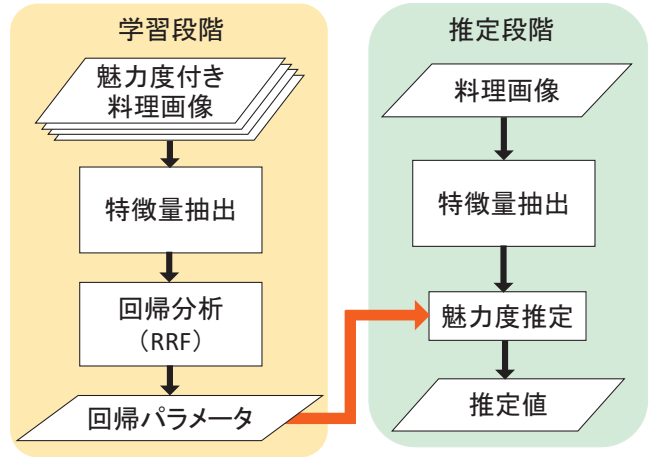 学習段階
魅力度付き
料理画像
特徴量抽出
回帰分析
（RRF）
回帰パラメータ
推定段階
料理画像
特徴量抽出
魅力度推定
推定値